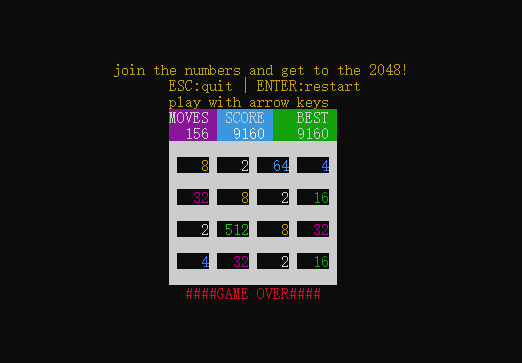 join the numbers and get to the 2048!
ESC:quit | ENTER:restart
play with arrow keys
MOVES SCORE BEST
156 9160 9160
8 2 64 4
32 8 2 16
2 512 8 32
4 32 2 16
####GAME OVER####